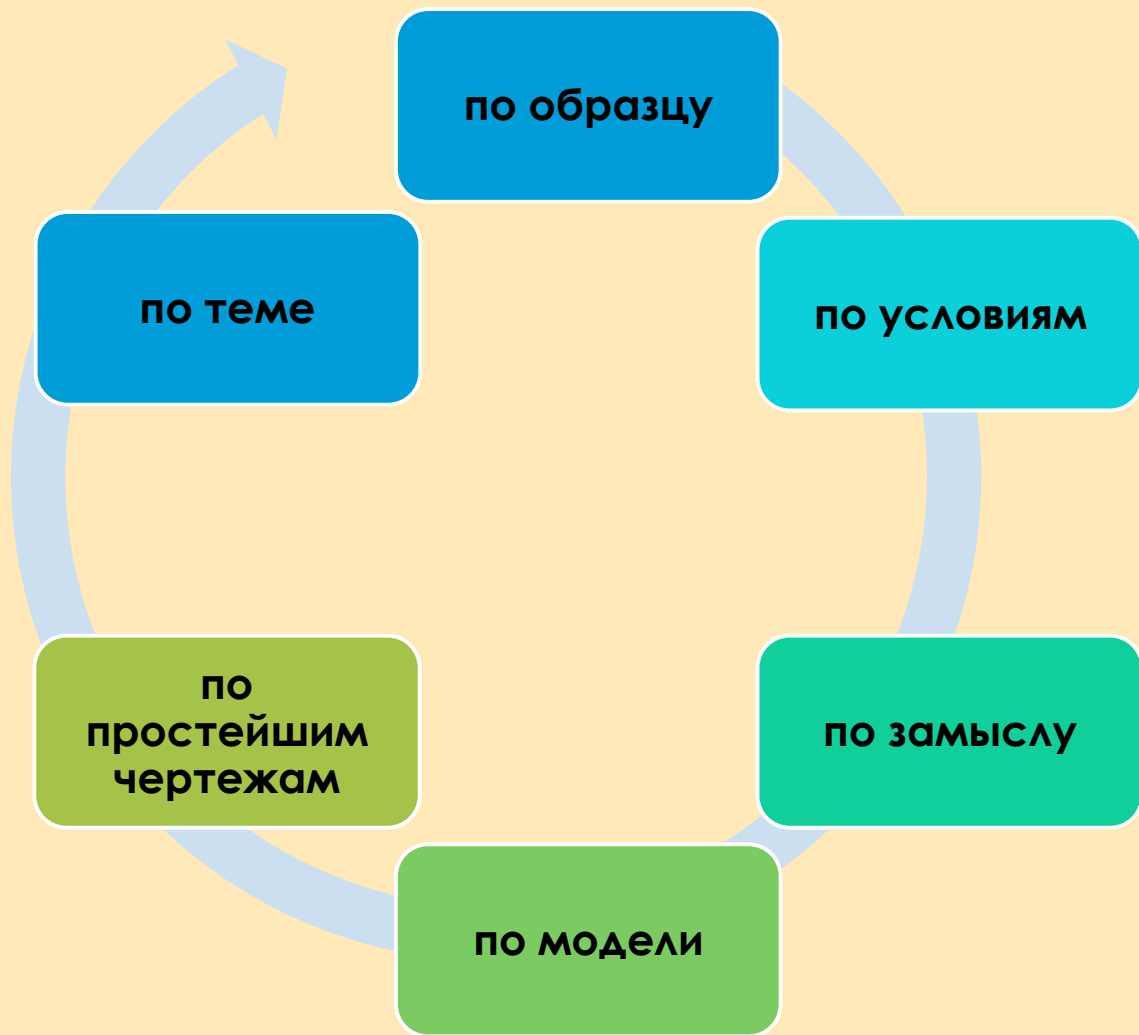 по образцу
по условиям
по замыслу
по модели
по
простейшим
чертежам
по теме